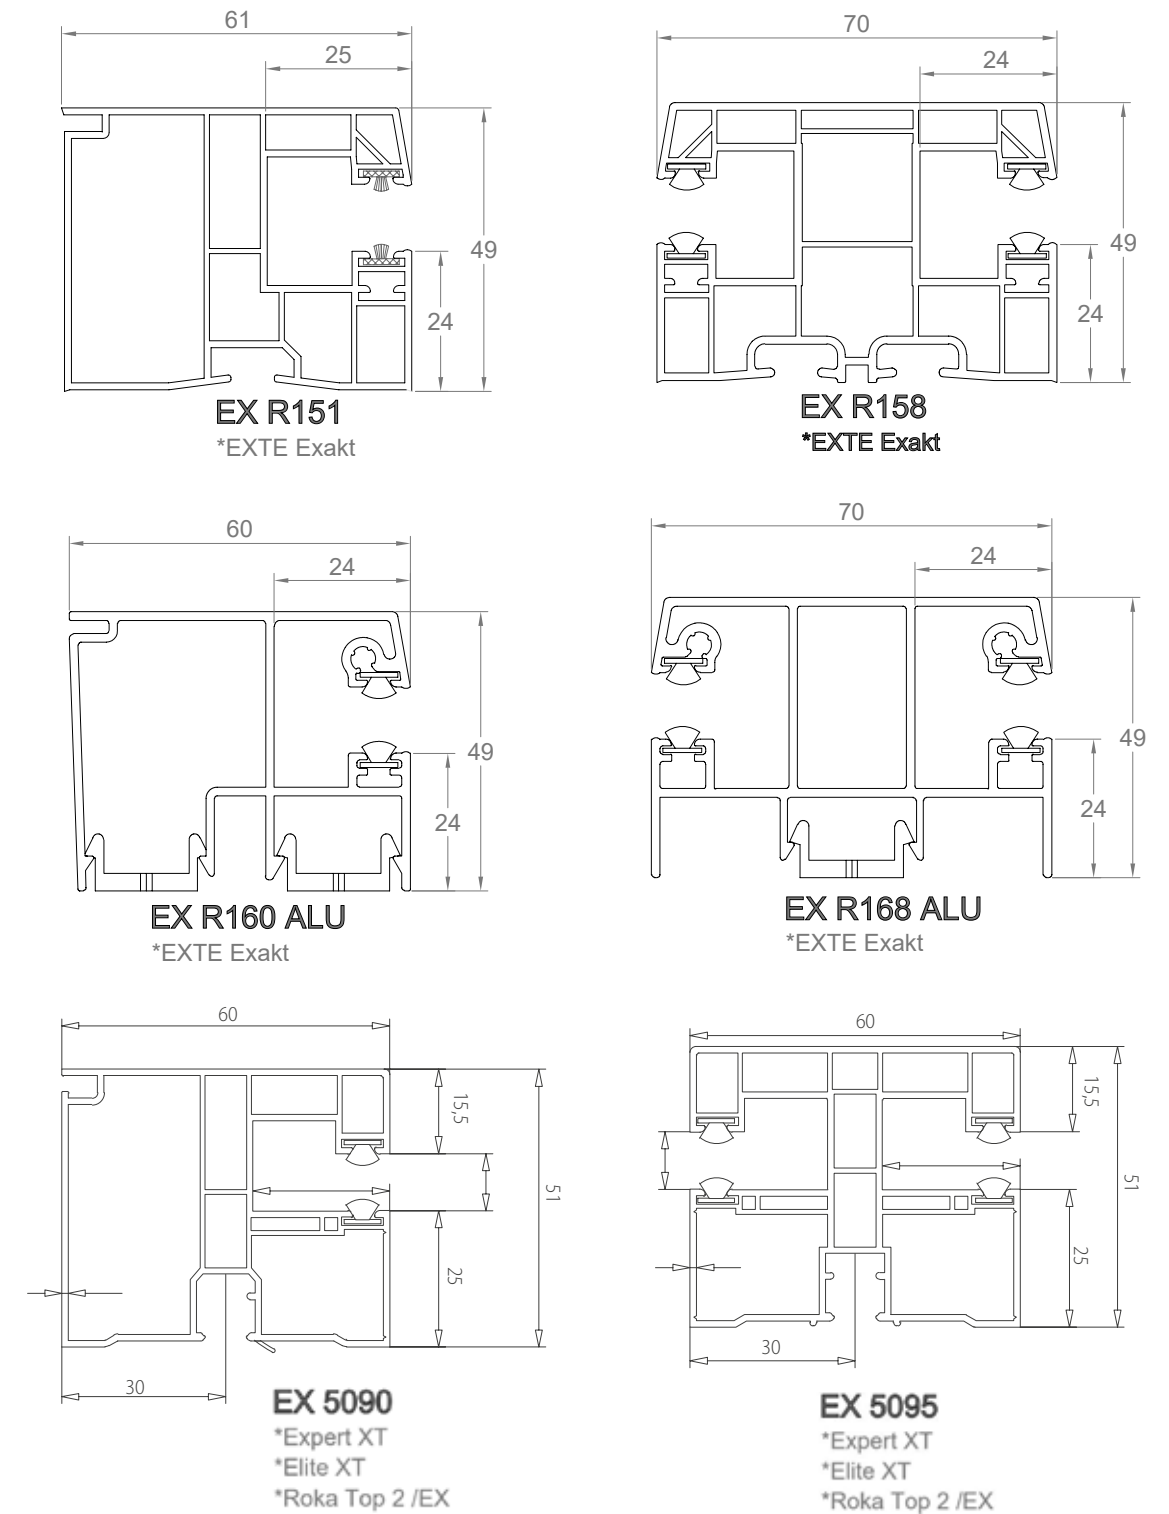 61
25
49
24
EX R151
*EXTE Exakt
70
24
49
24
EX R158
*EXTE Exakt
60
24
49
24
EX R160 ALU
*EXTE Exakt
70
24
49
24
EX R168 ALU
*EXTE Exakt
60
15,5
51
25
30
EX 5090
*Expert XT
*Elite XT
*Roka Top 2 /EX
60
15,5
51
25
30
EX 5095
*Expert XT
*Elite XT
*Roka Top 2 /EX